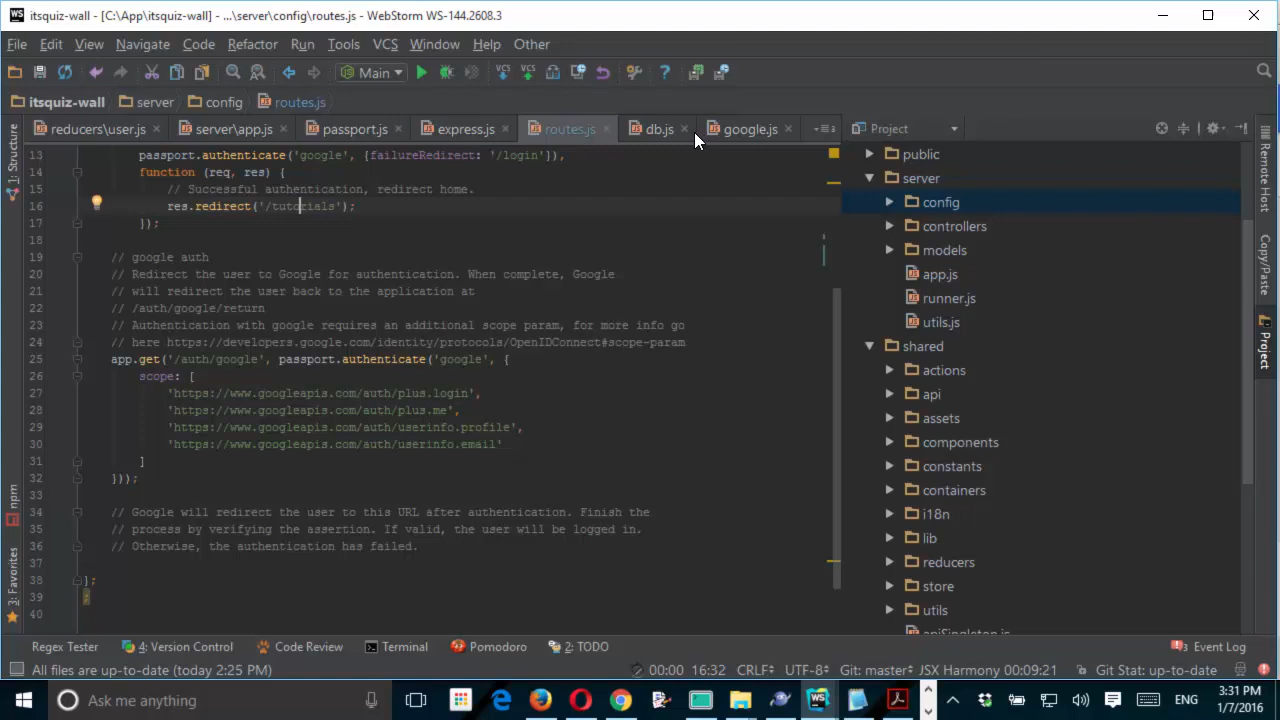 WS itsquiz-wall - [C:\App\itsquiz-wall] - ...\server\config\routes.js - WebStorm WS-144.2608.3
File Edit View Navigate Code Refactor Run Tools VCS Window Help Other
Main VCS VCS
itsquiz-wall server config routes.js
reducers\user.js server\app.js passport.js express.js routes.js db.js google.js Project
13 passport.authenticate('google', {failureRedirect: '/login'}),
14 function (req, res) {
15 // Successful authentication, redirect home.
16 res.redirect('/tutorials');
17 });
18
19 // google auth
20 // Redirect the user to Google for authentication. When complete, Google
21 // will redirect the user back to the application at
22 // /auth/google/return
23 // Authentication with google requires an additional scope param, for more info go
24 // here https://developers.google.com/identity/protocols/OpenIDConnect#scope-param
25 app.get('/auth/google', passport.authenticate('google', {
26 scope: [
27 'https://www.googleapis.com/auth/plus.login',
28 'https://www.googleapis.com/auth/plus.me',
29 'https://www.googleapis.com/auth/userinfo.profile',
30 'https://www.googleapis.com/auth/userinfo.email'
31 ]
32 }));
33
34 // Google will redirect the user to this URL after authentication. Finish the
35 // process by verifying the assertion. If valid, the user will be logged in.
36 // Otherwise, the authentication has failed.
37
38 };
39
40
1: Structure
npm
3: Favorites
public
server
config
controllers
models
app.js
runner.js
utils.js
shared
actions
api
assets
components
constants
containers
i18n
lib
reducers
store
utils
apiSingleton.js
Remote Host
Copy/Paste
Project
Regex Tester 4: Version Control Code Review Terminal Pomodoro 2: TODO Event Log
All files are up-to-date (today 2:25 PM) 00:00 16:32 CRLF UTF-8 Git: master JSX Harmony 00:09:21 Git Stat: up-to-date
Ask me anything WS ENG 3:31 PM
1/7/2016